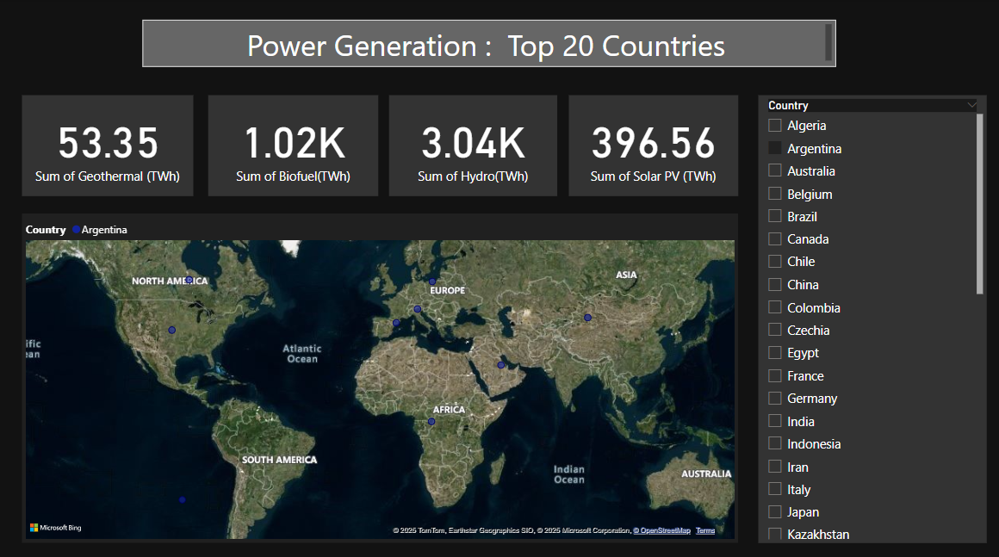 Power Generation :  Top 20 Countries
53.35
Sum of Geothermal (TWh)
1.02K
Sum of Biofuel(TWh)
3.04K
Sum of Hydro(TWh)
396.56
Sum of Solar PV (TWh)
Country
Algeria
Argentina
Australia
Belgium
Brazil
Canada
Chile
China
Colombia
Czechia
Egypt
France
Germany
India
Indonesia
Iran
Italy
Japan
Kazakhstan
Country Argentina
NORTH AMERICA
EUROPE
ASIA
ific
ean
Atlantic
Ocean
AFRICA
SOUTH AMERICA
Indian
Ocean
AUSTRALIA
Microsoft Bing
© 2025 TomTom, Earthstar Geographics SIO, © 2025 Microsoft Corporation, © OpenStreetMap Terms